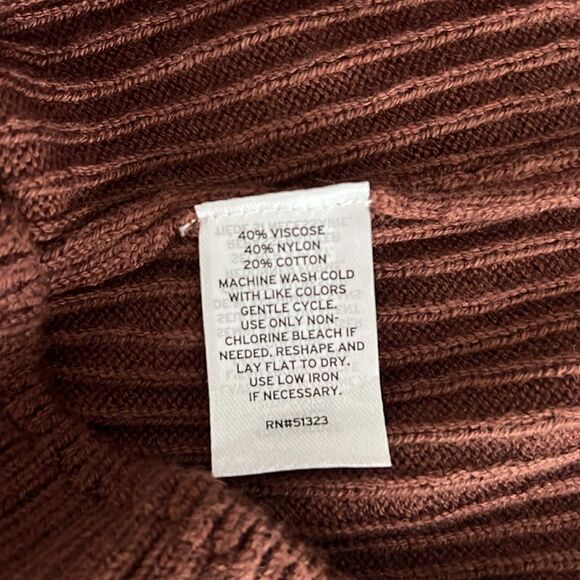 40% VISCOSE
40% NYLON
20% COTTON
MACHINE WASH COLD
WITH LIKE COLORS
GENTLE CYCLE.
USE ONLY NON-
CHLORINE BLEACH IF
NEEDED. RESHAPE AND
LAY FLAT TO DRY.
USE LOW IRON
IF NECESSARY.
RN#51323